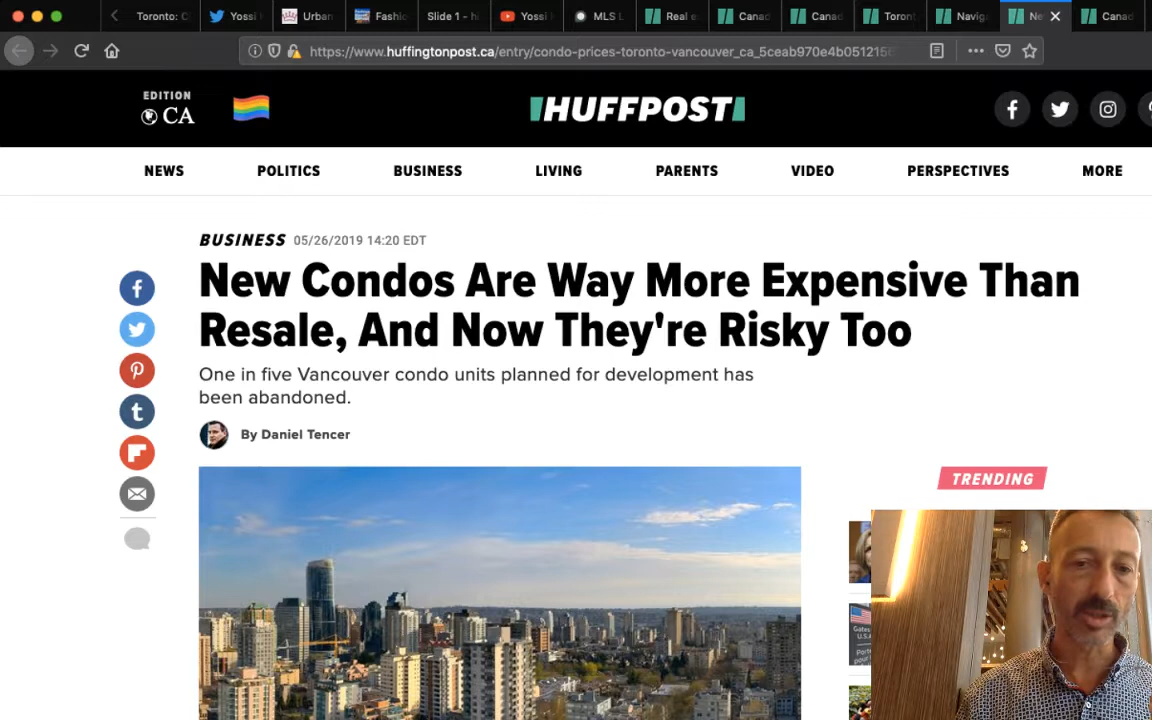 Toronto: C
Yossi
Urban
Fashio
Slide 1 - hi
Yossi
MLS L
Real e
Canad
Canad
Toront
Navig
Ne
Canad
https://www.huffingtonpost.ca/entry/condo-prices-toronto-vancouver_ca_5ceab970e4b051215
EDITION
CA
HUFFPOST
NEWS POLITICS BUSINESS LIVING PARENTS VIDEO PERSPECTIVES MORE
BUSINESS 05/26/2019 14:20 EDT
New Condos Are Way More Expensive Than
Resale, And Now They're Risky Too
One in five Vancouver condo units planned for development has
been abandoned.
By Daniel Tencer
TRENDING
Gates
U.S.